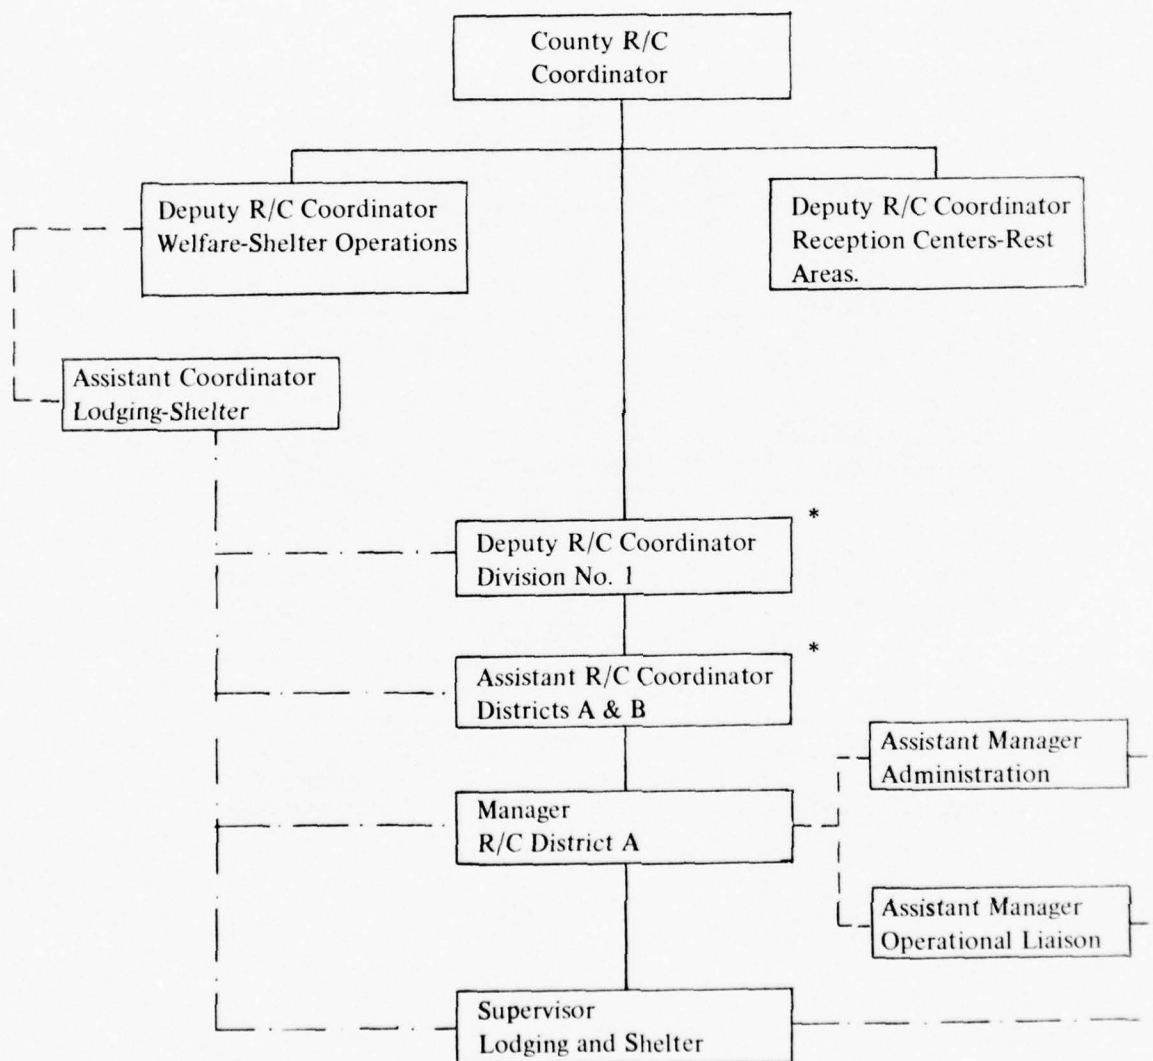 County R/C
Coordinator
Deputy R/C Coordinator
Welfare-Shelter Operations
Deputy R/C Coordinator
Reception Centers-Rest
Areas.
Assistant Coordinator
Lodging-Shelter
*
Deputy R/C Coordinator
Division No. 1
*
Assistant R/C Coordinator
Districts A & B
Assistant Manager
Administration
Manager
R/C District A
Assistant Manager
Operational Liaison
Supervisor
Lodging and Shelter